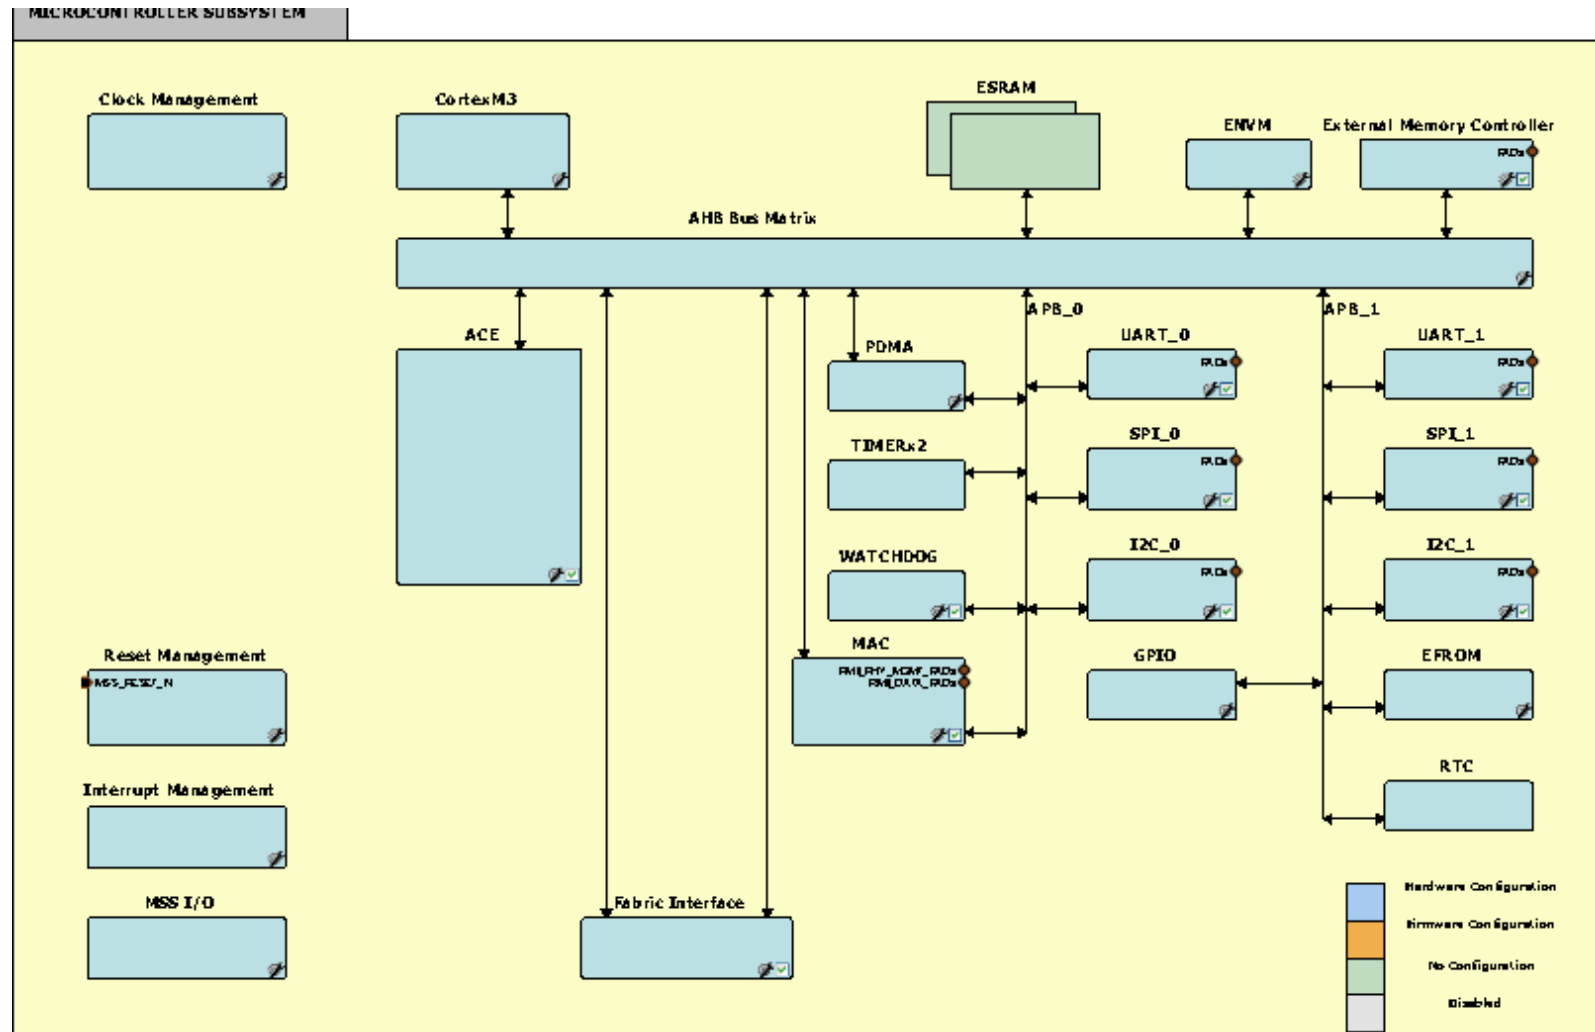 MICROCONTROLLER SUBSYSTEM
Clock Management
CortexM3
ESRAM
ENVM
External Memory Controller
PADs
AHB Bus Matrix
APB_0
APB_1
ACE
PDMA
UART_0
PADs
UART_1
PADs
TIMERx2
SPI_0
PADs
SPI_1
PADs
WATCHDOG
I2C_0
PADs
I2C_1
PADs
Reset Management
MSS_RESET_N
MAC
RMII_PHY_MGMT_PADs
RMII_DATA_PADs
GPIO
EFROM
Interrupt Management
RTC
MSS I/O
Fabric Interface
Hardware Configuration
Firmware Configuration
No Configuration
Disabled